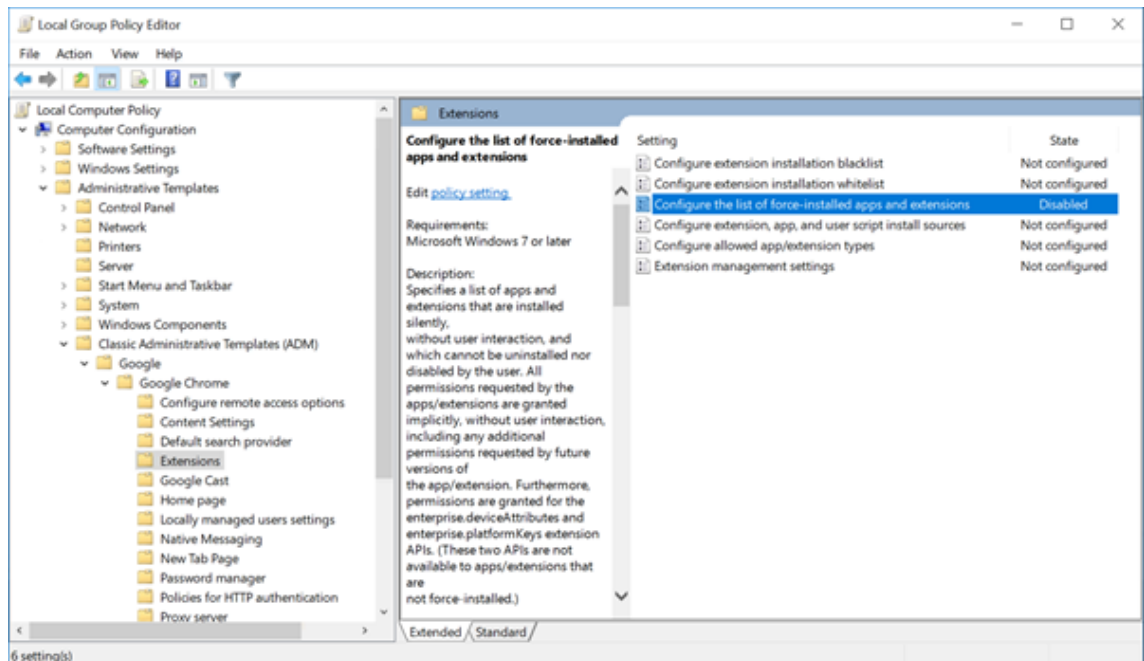 Local Group Policy Editor
File Action View Help
Local Computer Policy
Computer Configuration
Software Settings
Windows Settings
Administrative Templates
Control Panel
Network
Printers
Server
Start Menu and Taskbar
System
Windows Components
Classic Administrative Templates (ADM)
Google
Google Chrome
Configure remote access options
Content Settings
Default search provider
Extensions
Google Cast
Home page
Locally managed users settings
Native Messaging
New Tab Page
Password manager
Policies for HTTP authentication
Proxy server
Extensions
Configure the list of force-installed
apps and extensions
Edit policy setting.
Requirements:
Microsoft Windows 7 or later
Description:
Specifies a list of apps and
extensions that are installed
silently,
without user interaction, and
which cannot be uninstalled nor
disabled by the user. All
permissions requested by the
apps/extensions are granted
implicitly, without user interaction,
including any additional
permissions requested by future
versions of
the app/extension. Furthermore,
permissions are granted for the
enterprise.deviceAttributes and
enterprise.platformKeys extension
APIs. (These two APIs are not
available to apps/extensions that
are
not force-installed.)
Setting State
Configure extension installation blacklist Not configured
Configure extension installation whitelist Not configured
Configure the list of force-installed apps and extensions Disabled
Configure extension, app, and user script install sources Not configured
Configure allowed app/extension types Not configured
Extension management settings Not configured
Extended Standard
6 setting(s)